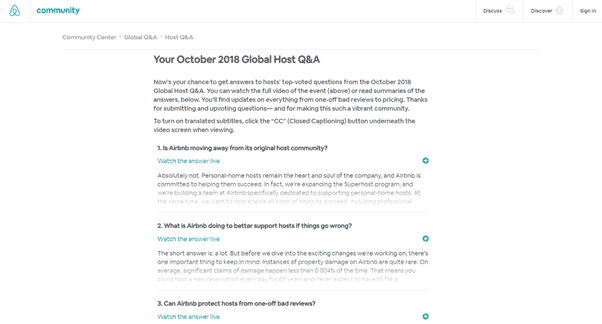 community
Discuss
Discover
Sign In
Community Center • Global Q&A • Host Q&A
Your October 2018 Global Host Q&A
Now's your chance to get answers to hosts' top-voted questions from the October 2018
Global Host Q&A. You can watch the full video of the event (above) or read summaries of the
answers, below. You'll find updates on everything from one-off bad reviews to pricing. Thanks
for submitting and upvoting questions— and for making this such a vibrant community.
To turn on translated subtitles, click the "CC" (Closed Captioning) button underneath the
video screen when viewing.
1. Is Airbnb moving away from its original host community?
Watch the answer live
Absolutely not. Personal-home hosts remain the heart and soul of the company, and Airbnb is
committed to helping them succeed. In fact, we're expanding the Superhost program, and
we're building a team at Airbnb specifically dedicated to supporting personal-home hosts. At
the same time, we want to help enable all kinds of hosts to succeed, including professional
2. What is Airbnb doing to better support hosts if things go wrong?
Watch the answer live
The short answer is: a lot. But before we dive into the exciting changes we're working on, there's
one important thing to keep in mind: Instances of property damage on Airbnb are quite rare. On
average, significant claims of damage happen less than 0.004% of the time. That means you
could host a new reservation every day for 63 years and never expect to have to file a
3. Can Airbnb protect hosts from one-off bad reviews?
Watch the answer live